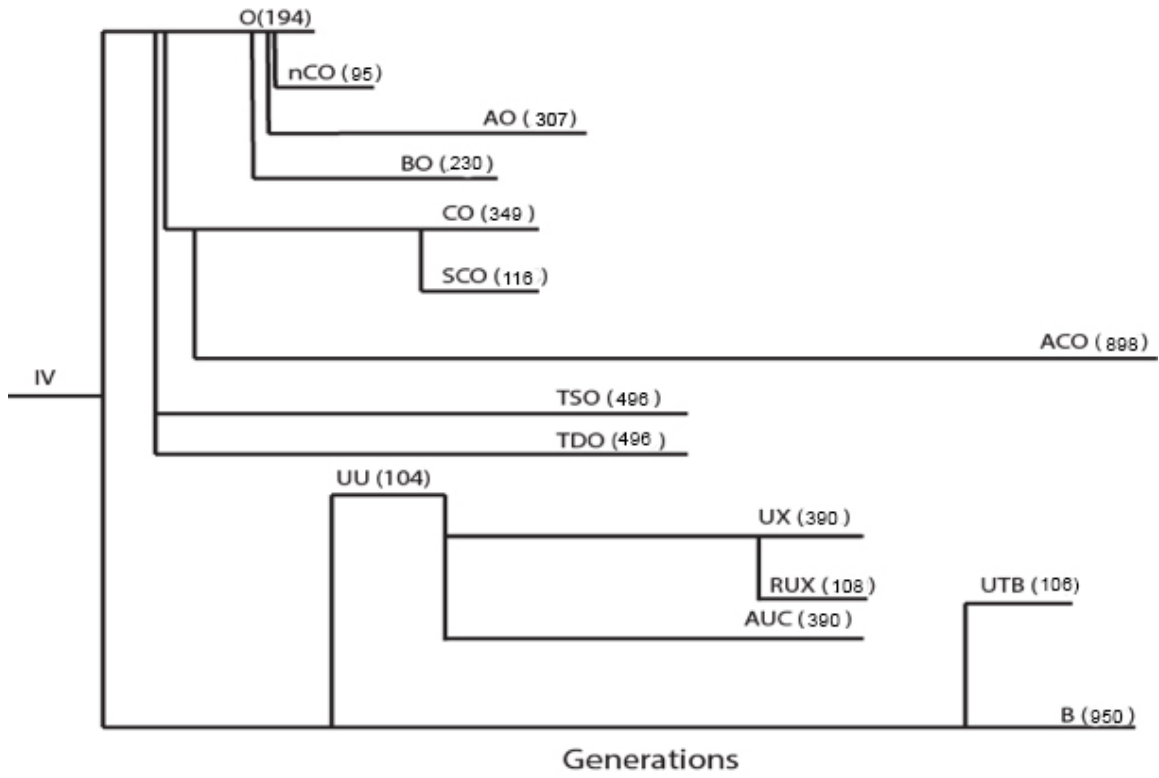 O(194)
nCO (95)
AO ( 307)
BO (.230)
CO (349 )
SCO (116 )
ACO ( 898)
IV
TSO ( 496 )
TDO (496 )
UU (104)
UX (390 )
RUX (108)
UTB (106)
AUC (390)
B (950)
Generations